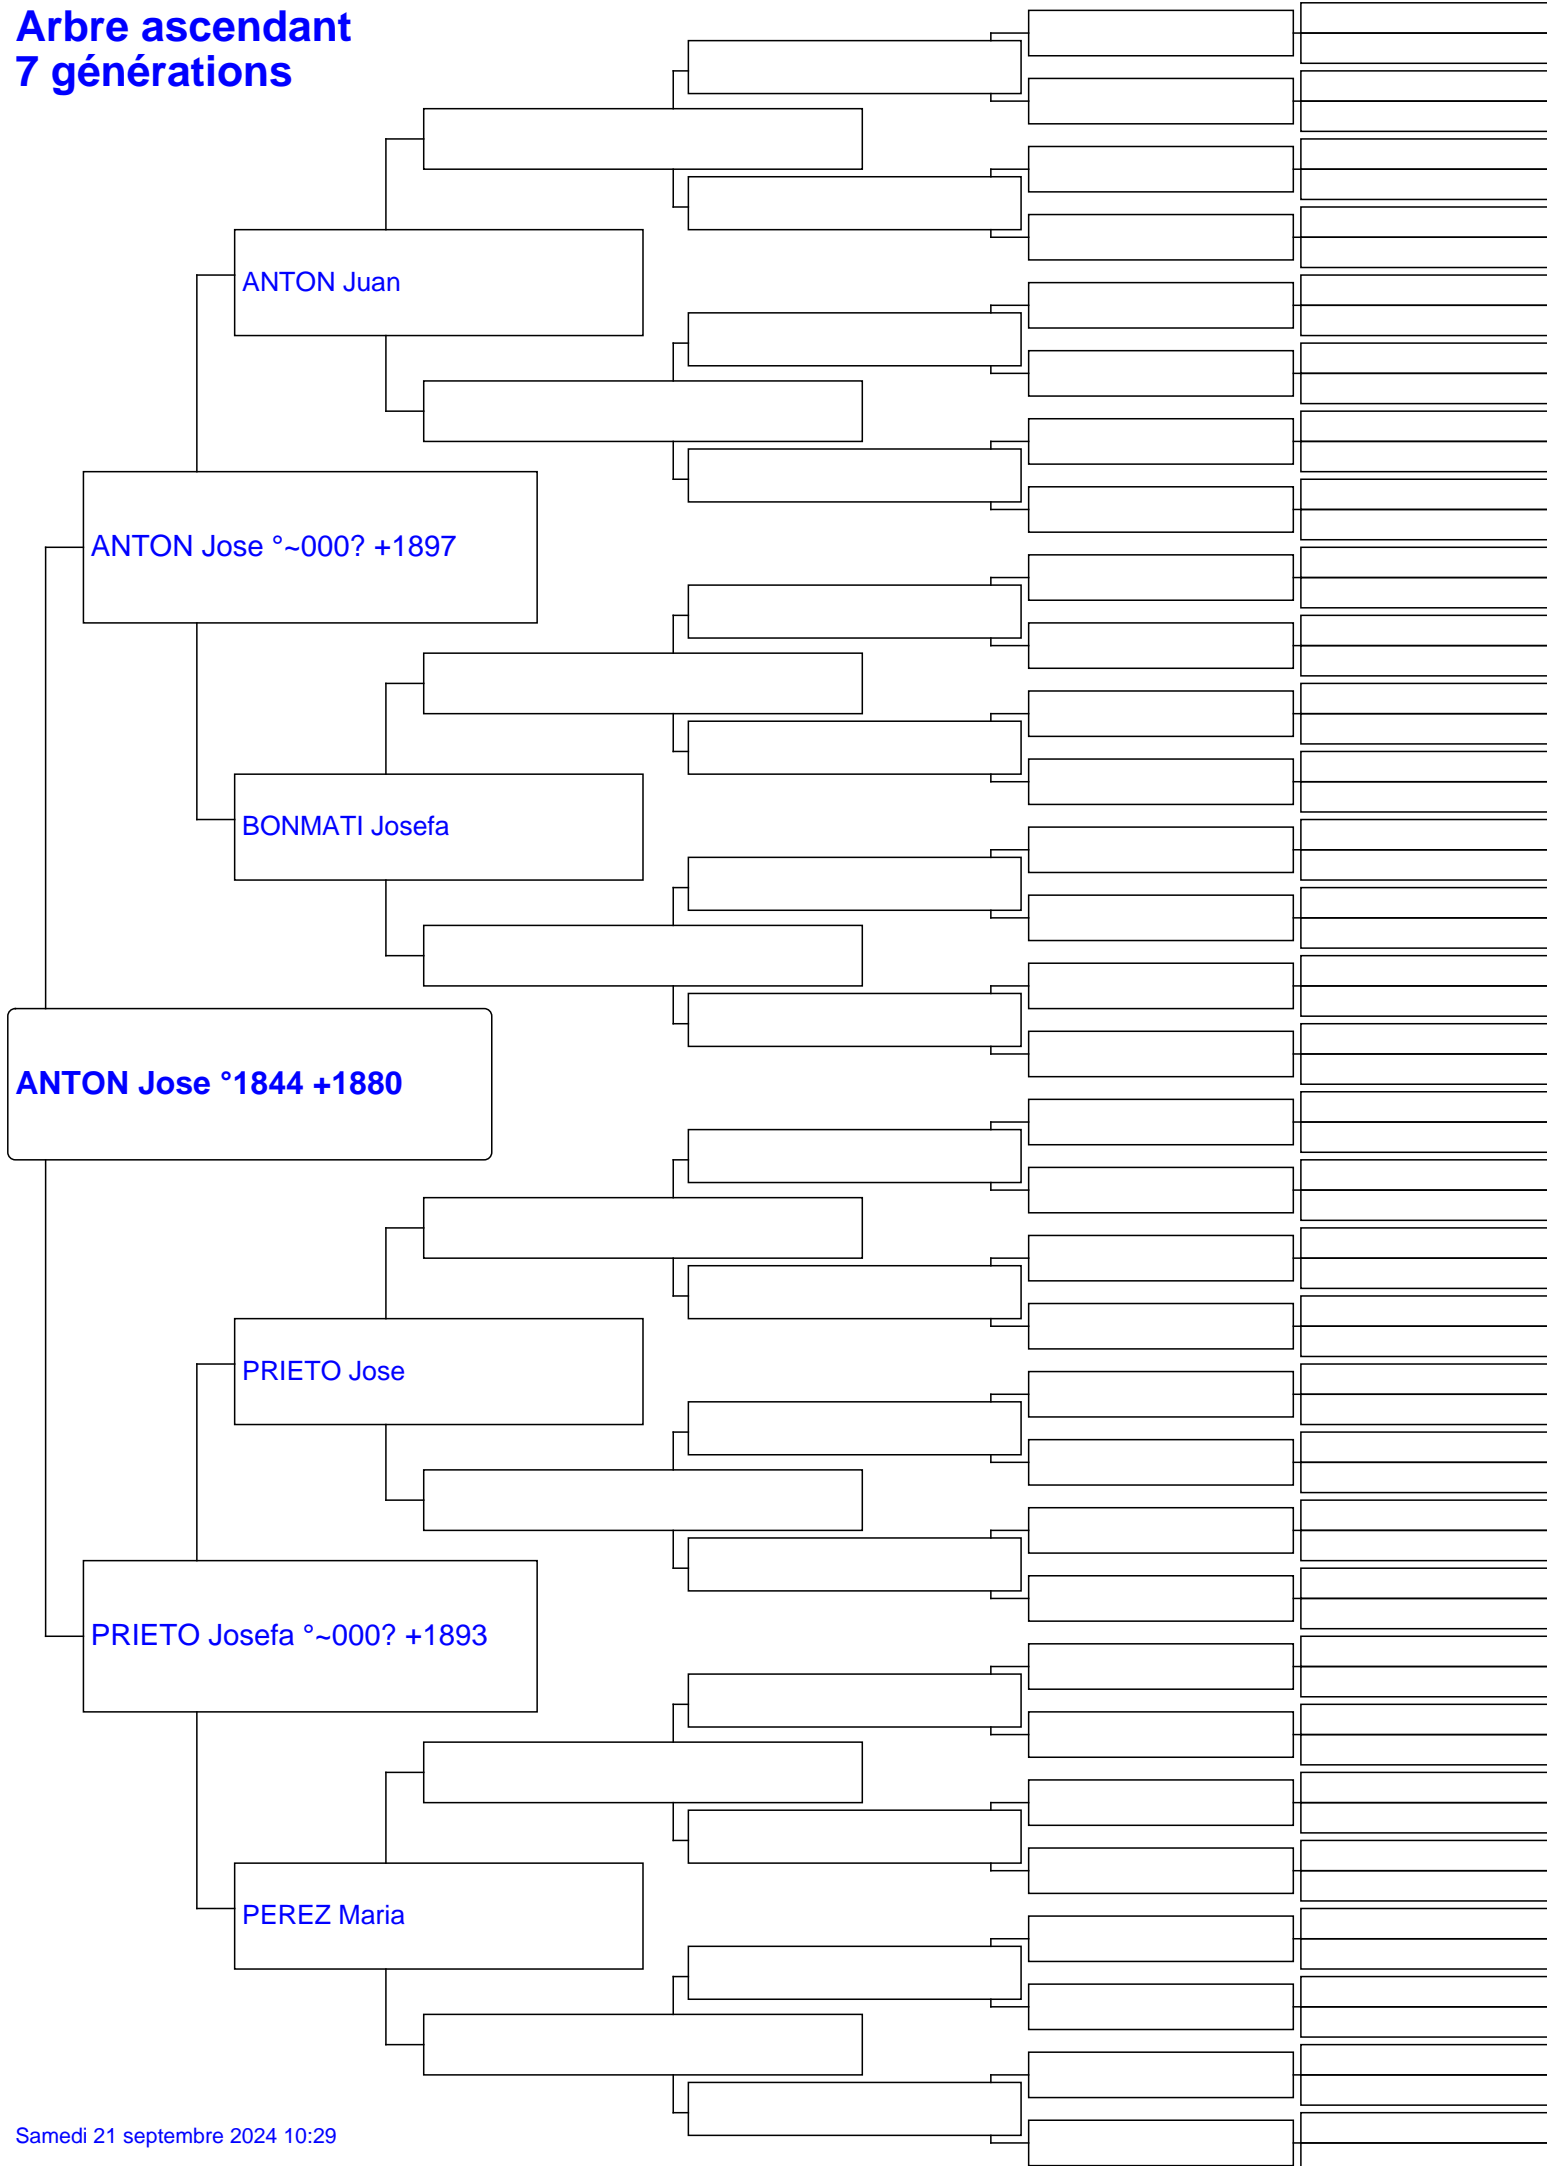 Arbre ascendant
7 générations
ANTON Juan
ANTON Jose °~000? +1897
BONMATI Josefa
ANTON Jose °1844 +1880
PRIETO Jose
PRIETO Josefa °~000? +1893
PEREZ Maria
Samedi 21 septembre 2024 10:29